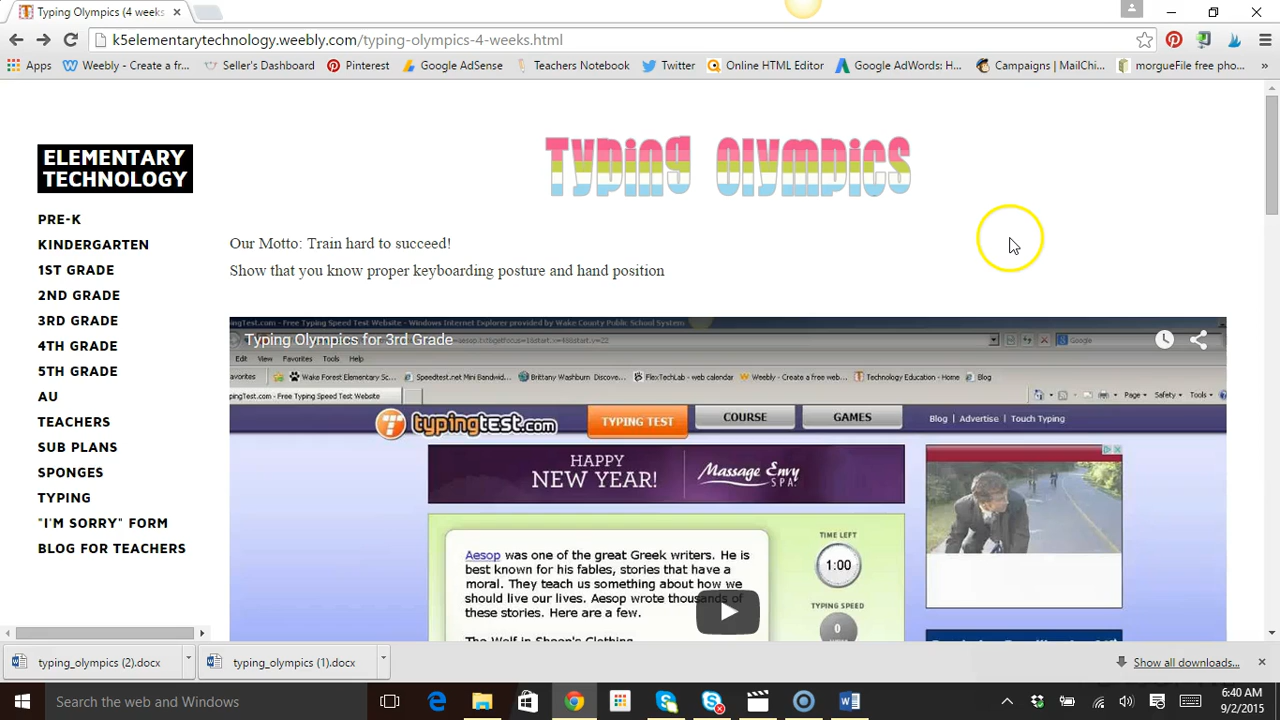 Typing Olympics (4 weeks
k5elementarytechnology.weebly.com/typing-olympics-4-weeks.html
Apps Weebly - Create a fr... Seller's Dashboard Pinterest Google AdSense Teachers Notebook Twitter Online HTML Editor Google AdWords: H... Campaigns | MailChi... morgueFile free pho... »
Typing Olympics
ELEMENTARY
TECHNOLOGY
PRE-K
KINDERGARTEN
1ST GRADE
2ND GRADE
3RD GRADE
4TH GRADE
5TH GRADE
AU
TEACHERS
SUB PLANS
SPONGES
TYPING
"I'M SORRY" FORM
BLOG FOR TEACHERS
Our Motto: Train hard to succeed!
Show that you know proper keyboarding posture and hand position
ngTest.com - Free Typing Speed Test Website - Windows Internet Explorer provided by Wake County Public School System
Typing Olympics for 3rd Grade
Google
Edit View Favorites Tools Help
avorites Wake Forest Elementary Sc... Speedtest.net Mini Bandwid... Brittany Washburn Discove... FlexTechLab - web calendar Weebly - Create a free web... Technology Education - Home Blog
ingTest.com - Free Typing Speed Test Website
Page Safety Tools
typingtest.com TYPING TEST COURSE GAMES Blog | Advertise | Touch Typing
HAPPY
NEW YEAR!
Massage Envy
SPA
Aesop was one of the great Greek writers. He is
best known for his fables, stories that have a
moral. They teach us something about how we
should live our lives. Aesop wrote thousands of
these stories. Here are a few.
The Wolf in Sheep's Clothing
TIME LEFT
1:00
TYPING SPEED
0
typing_olympics (2).docx typing_olympics (1).docx Show all downloads...
Search the web and Windows
6:40 AM
9/2/2015